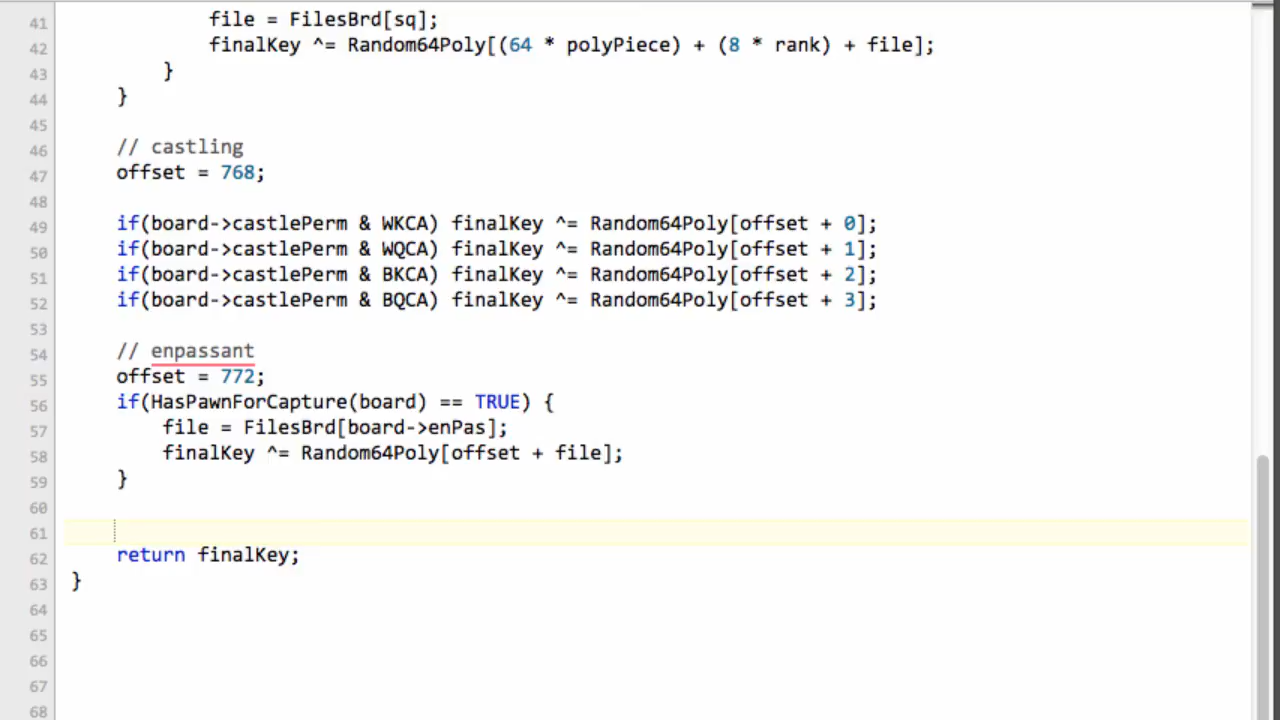 41 file = FilesBrd[sq];
42 finalKey ^= Random64Poly[(64 * polyPiece) + (8 * rank) + file];
43 }
44 }
45
46 // castling
47 offset = 768;
48
49 if(board->castlePerm & WKCA) finalKey ^= Random64Poly[offset + 0];
50 if(board->castlePerm & WQCA) finalKey ^= Random64Poly[offset + 1];
51 if(board->castlePerm & BKCA) finalKey ^= Random64Poly[offset + 2];
52 if(board->castlePerm & BQCA) finalKey ^= Random64Poly[offset + 3];
53
54 // enpassant
55 offset = 772;
56 if(HasPawnForCapture(board) == TRUE) {
57 file = FilesBrd[board->enPas];
58 finalKey ^= Random64Poly[offset + file];
59 }
60
61
62 return finalKey;
63 }
64
65
66
67
68